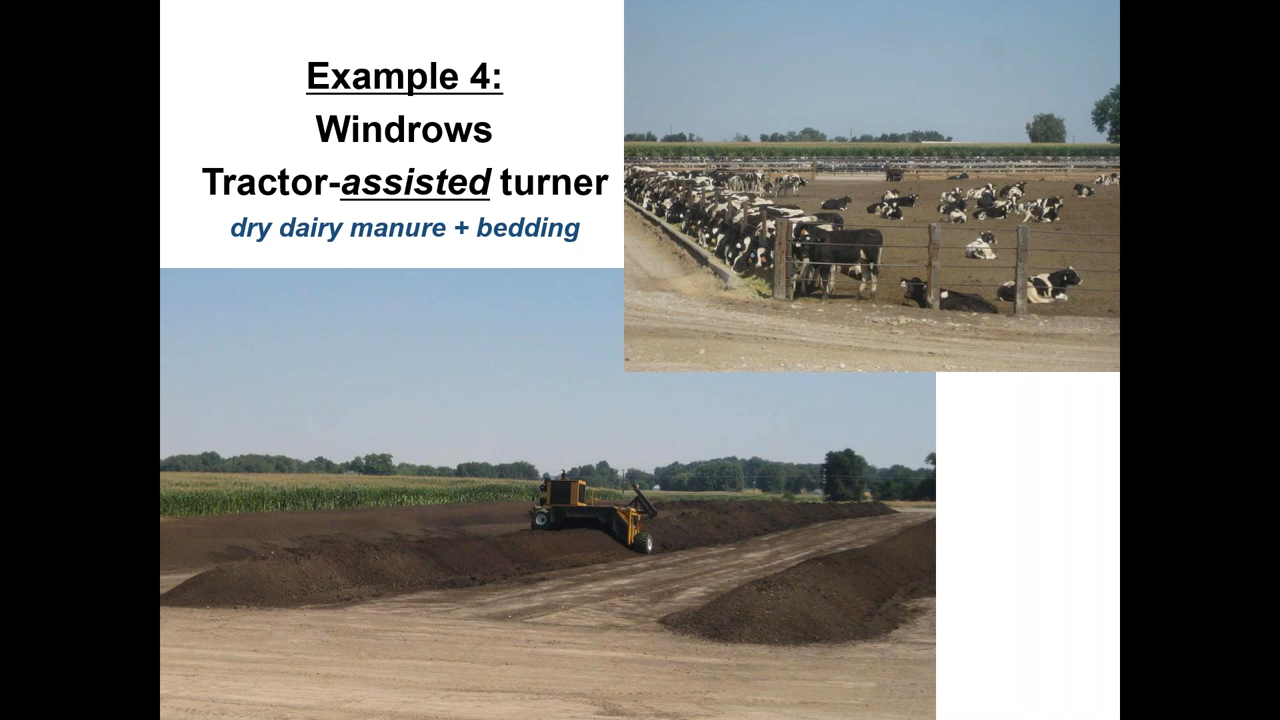 Example 4:
Windrows
Tractor-assisted turner
dry dairy manure + bedding